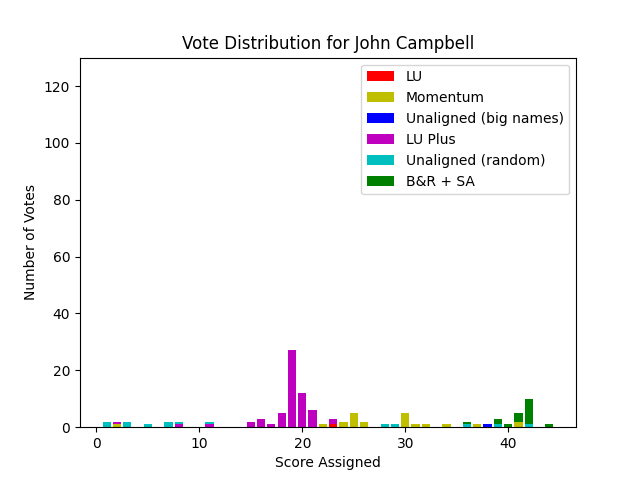 Vote Distribution for John Campbell
LU
Momentum
Unaligned (big names)
LU Plus
Unaligned (random)
B&R + SA
Number of Votes
120
100
80
60
40
20
0
0 10 20 30 40
Score Assigned